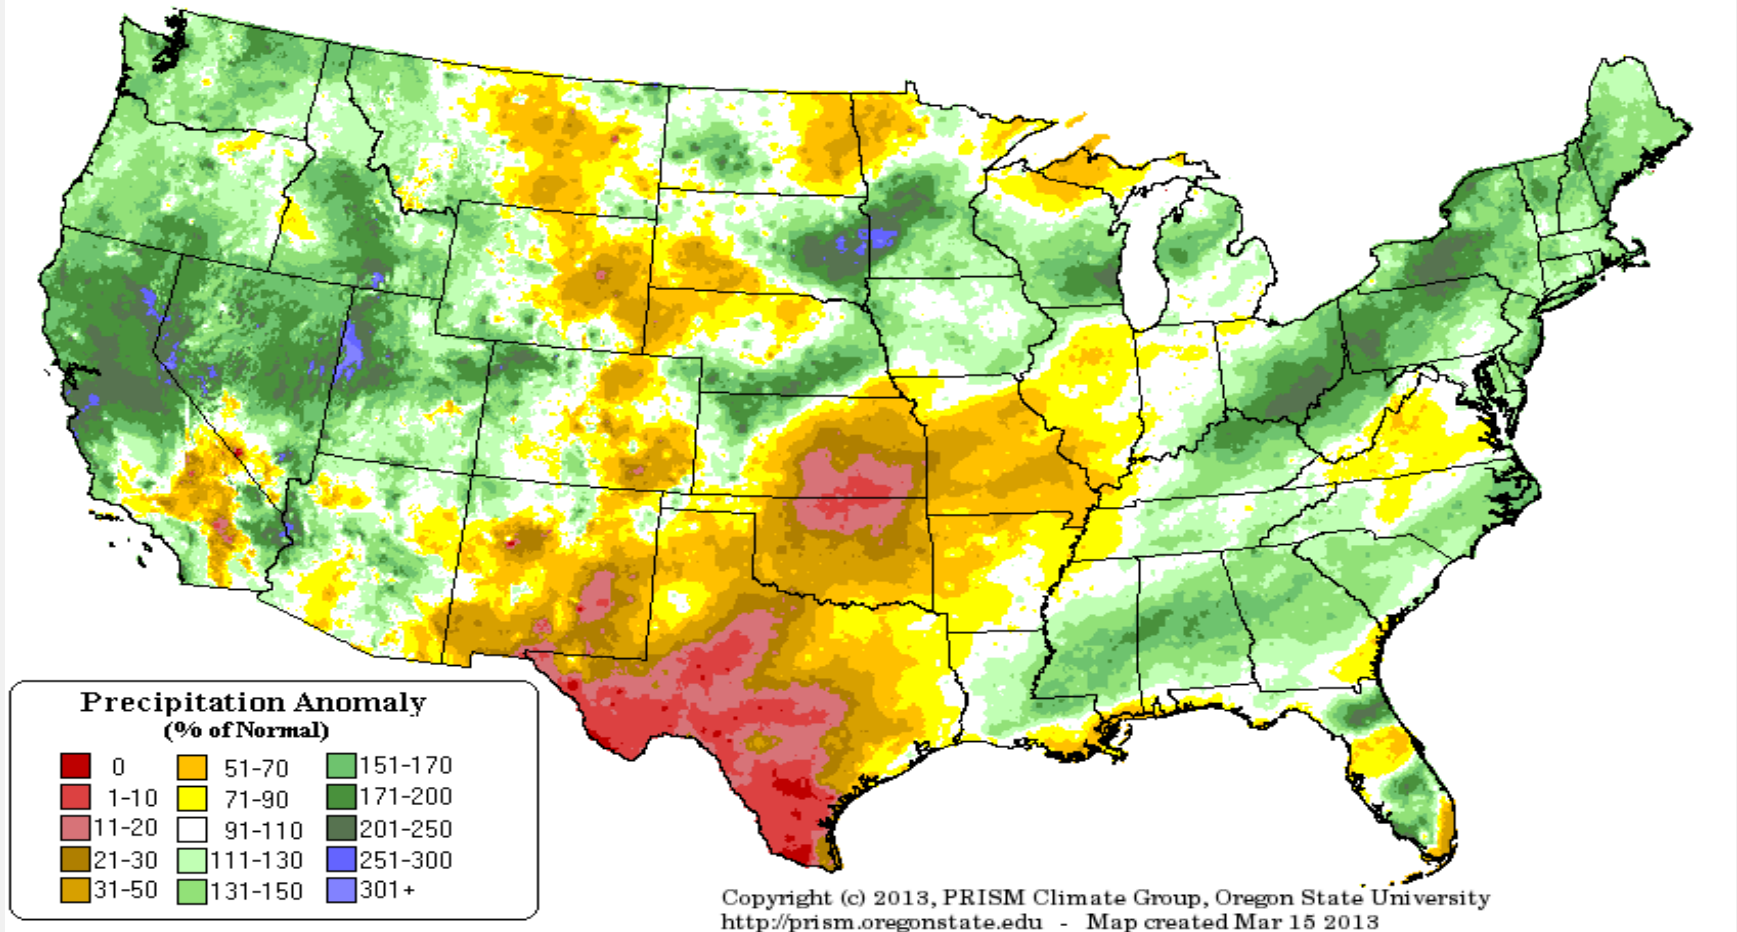 Precipitation Anomaly
(% of Normal)
0 51-70 151-170
1-10 71-90 171-200
11-20 91-110 201-250
21-30 111-130 251-300
31-50 131-150 301+
Copyright (c) 2013, PRISM Climate Group, Oregon State University
http://prism.oregonstate.edu - Map created Mar 15 2013